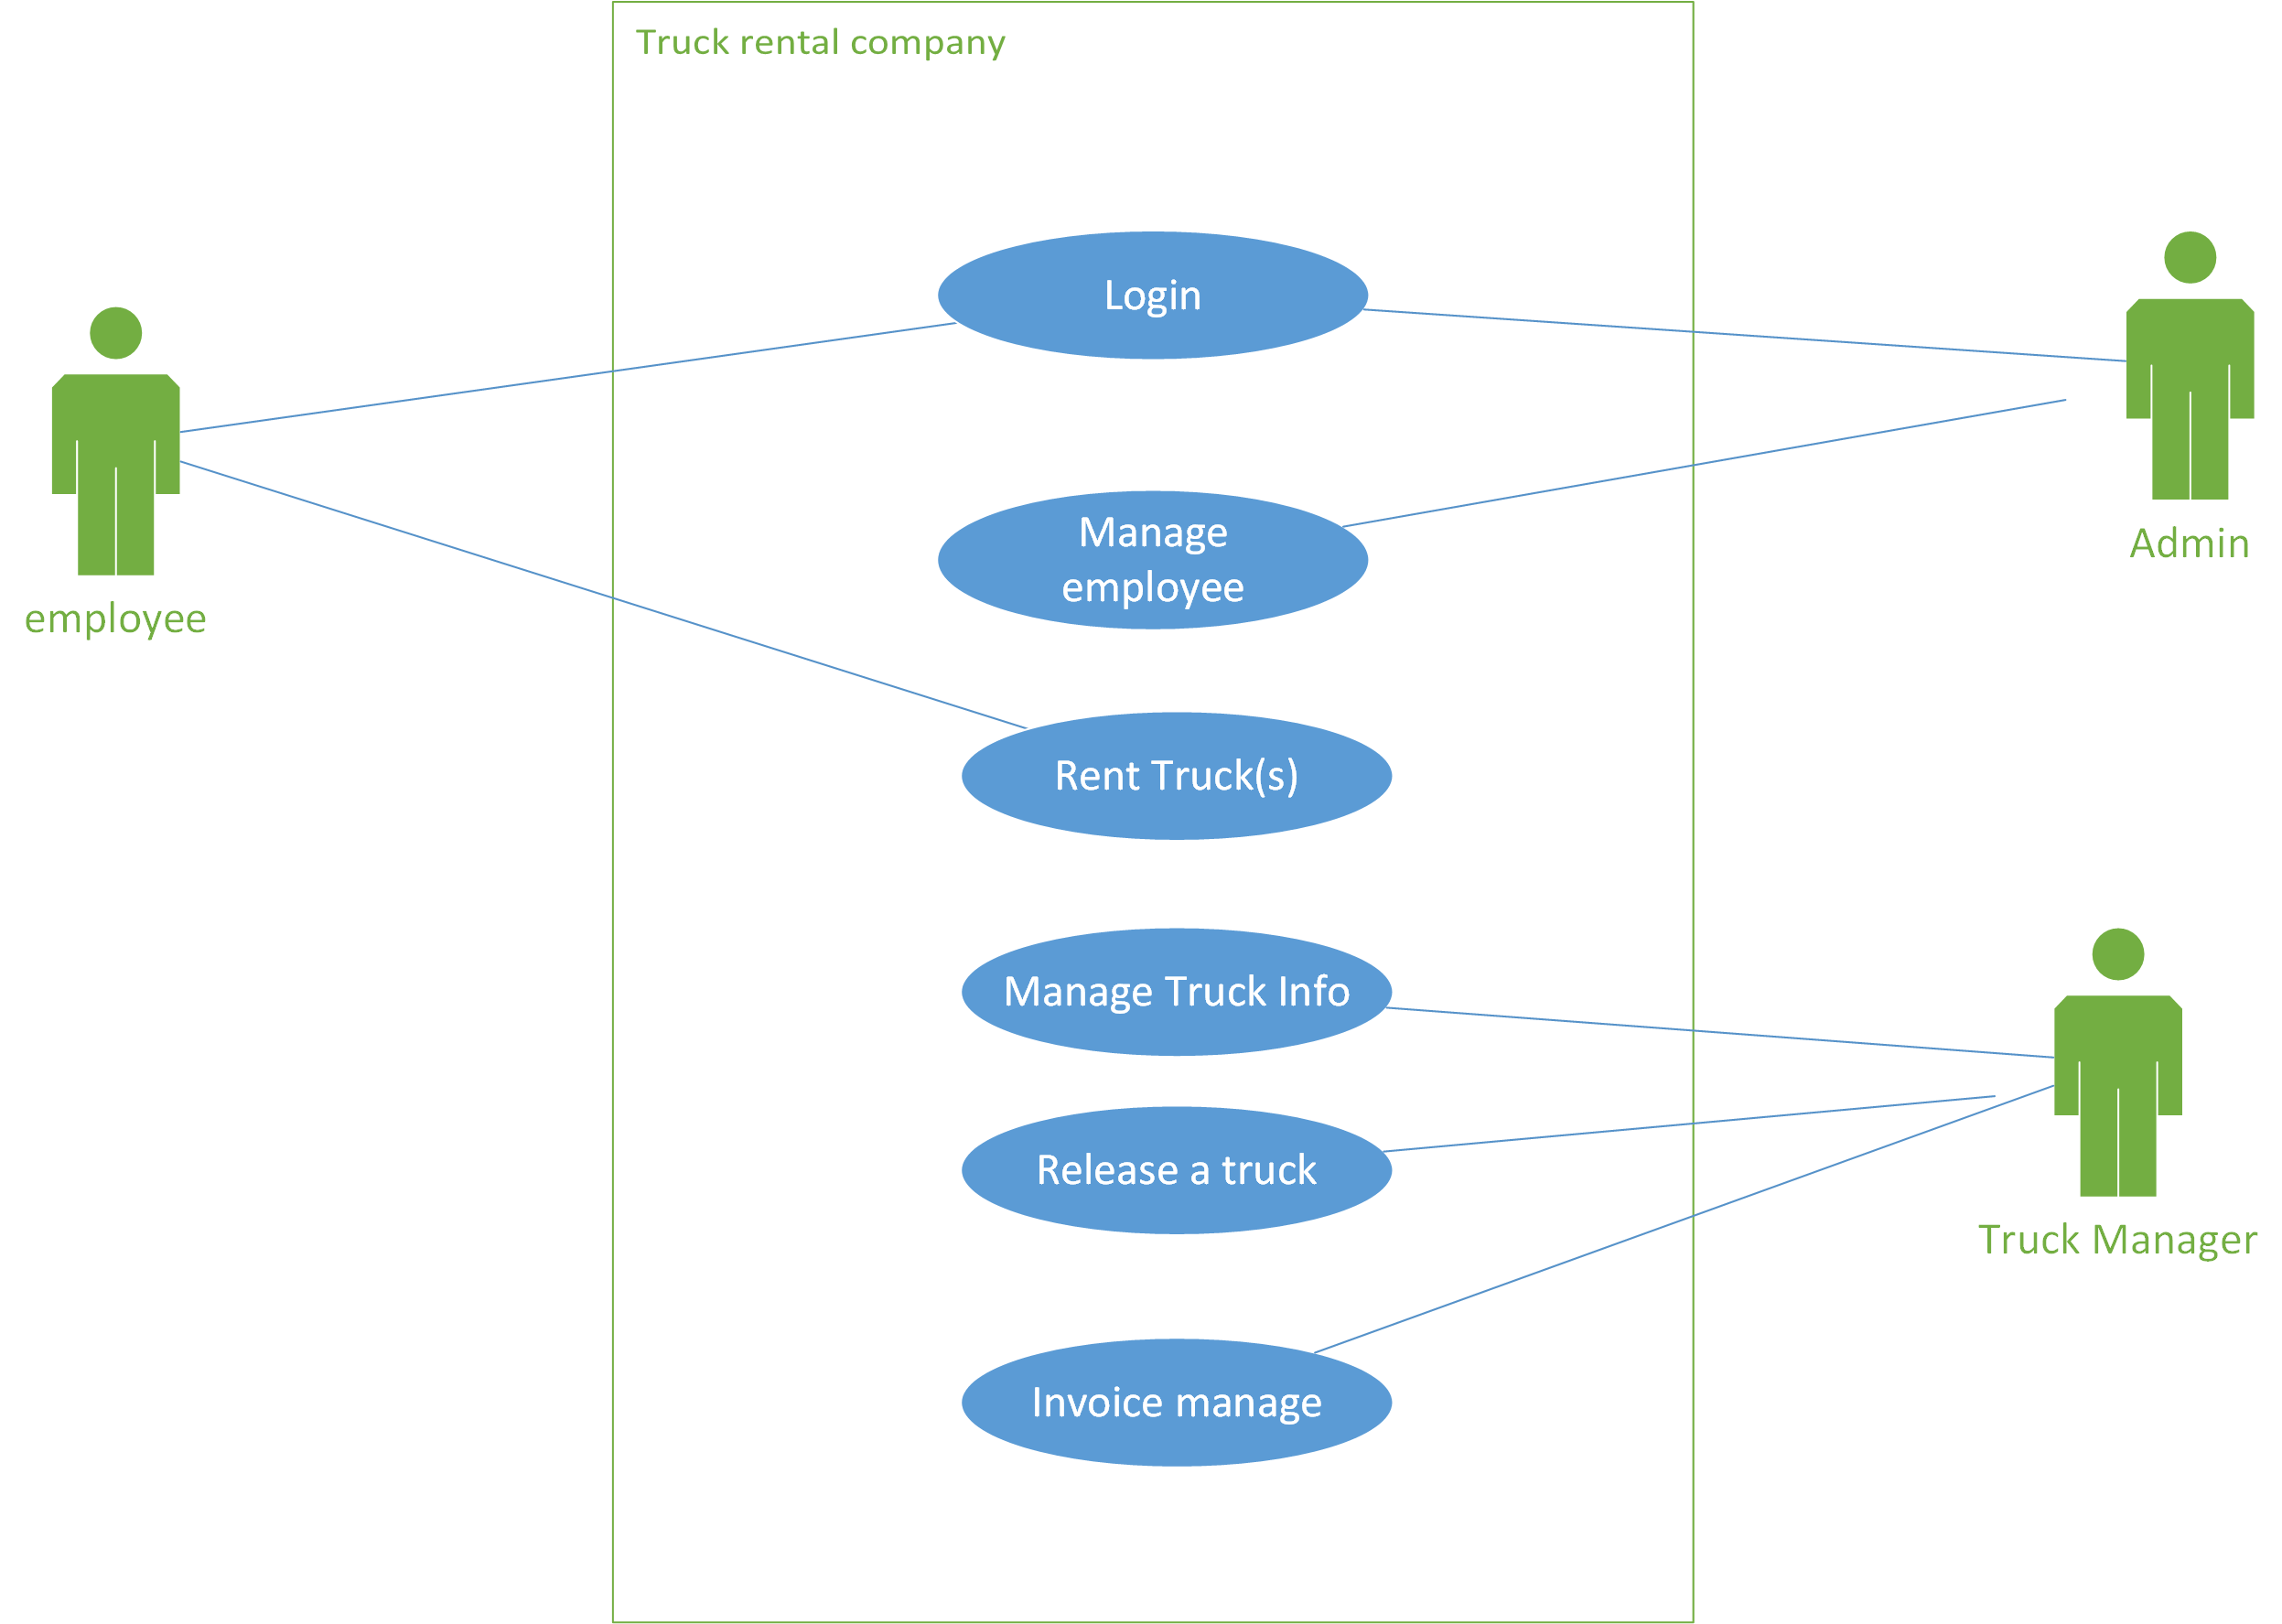 Truck rental company
Login
Manage
employee
employee
Admin
Rent Truck(s)
Manage Truck Info
Release a truck
Truck Manager
Invoice manage